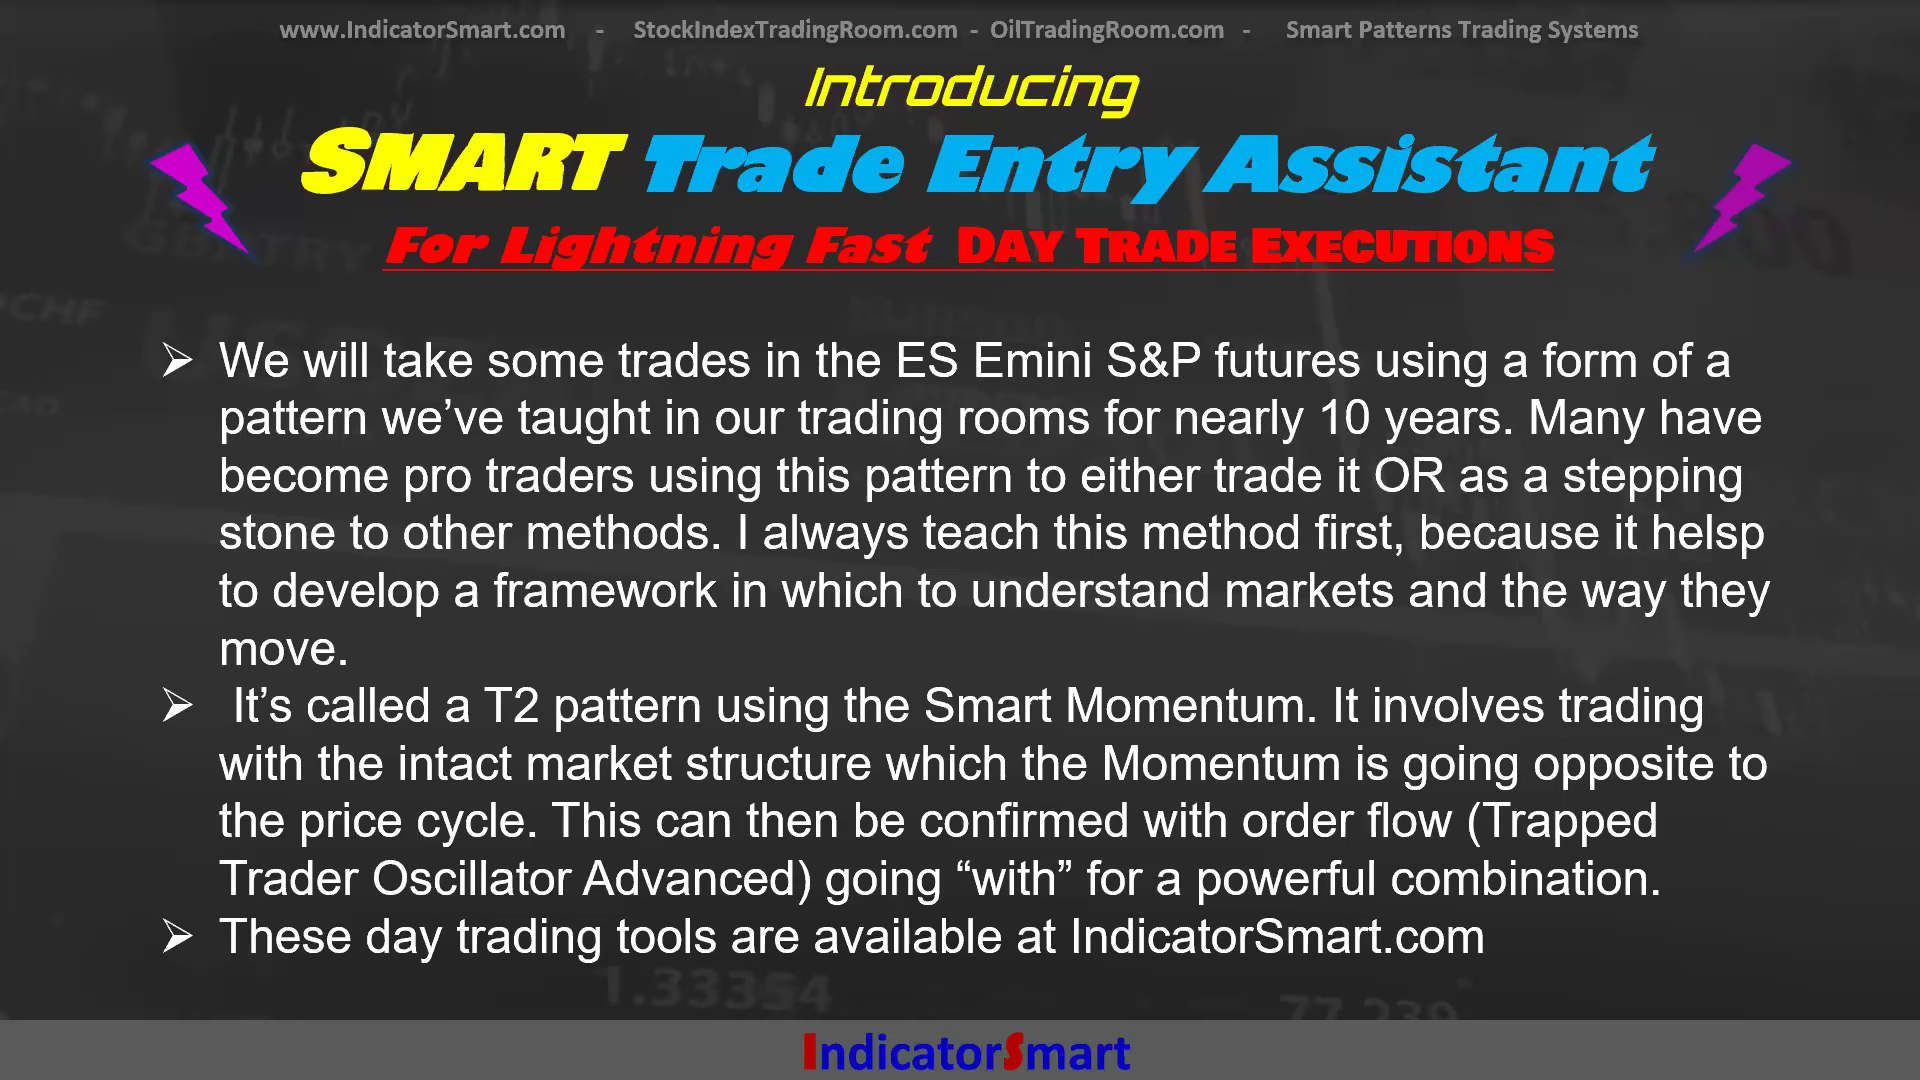 www.IndicatorSmart.com - StockIndexTradingRoom.com - OilTradingRoom.com - Smart Patterns Trading Systems
Introducing
SMART Trade Entry Assistant
For Lightning Fast DAY TRADE EXECUTIONS
➢ We will take some trades in the ES Emini S&P futures using a form of a
pattern we’ve taught in our trading rooms for nearly 10 years. Many have
become pro traders using this pattern to either trade it OR as a stepping
stone to other methods. I always teach this method first, because it helsp
to develop a framework in which to understand markets and the way they
move.
➢ It’s called a T2 pattern using the Smart Momentum. It involves trading
with the intact market structure which the Momentum is going opposite to
the price cycle. This can then be confirmed with order flow (Trapped
Trader Oscillator Advanced) going “with” for a powerful combination.
➢ These day trading tools are available at IndicatorSmart.com
1.33354
77.239
IndicatorSmart